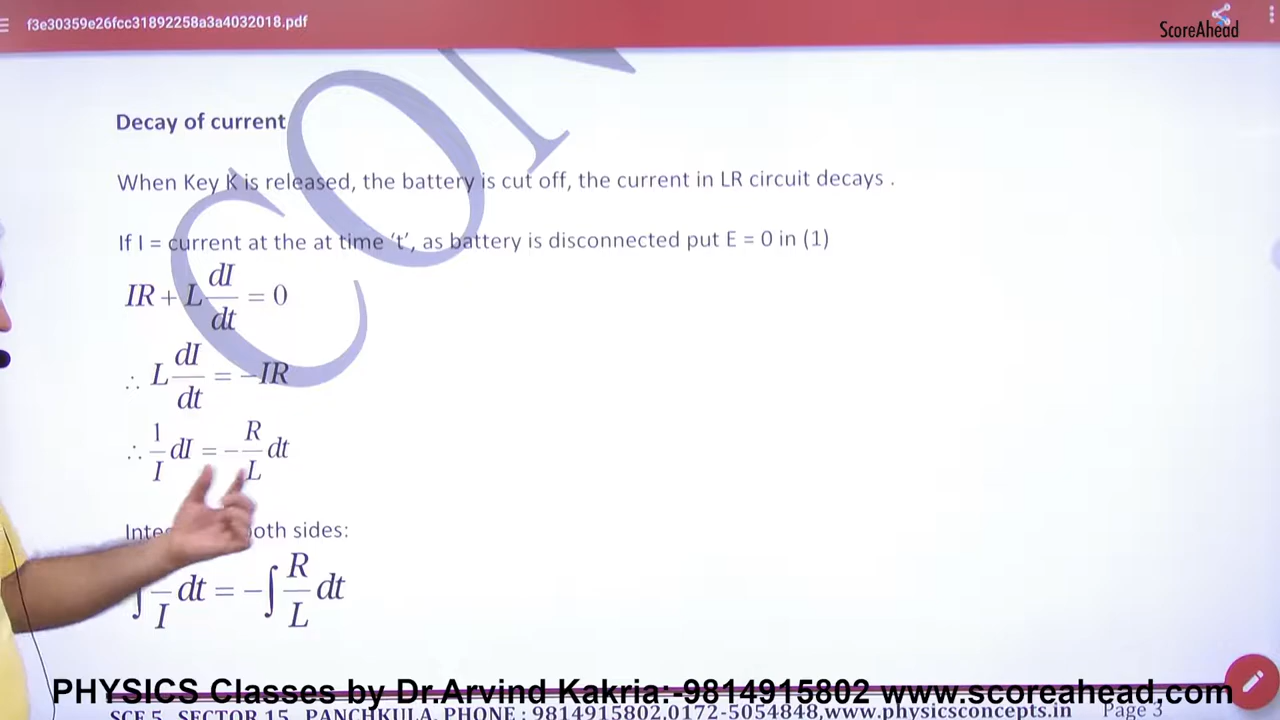 f3e30359e26fcc31892258a3a4032018.pdf
ScoreAhead
CON
Decay of current
When Key K is released, the battery is cut off, the current in LR circuit decays .
If I = current at the at time ‘t’, as battery is disconnected put E = 0 in (1)
IR + L dI/dt = 0
∴ L dI/dt = -IR
∴ 1/I dI = - R/L dt
both sides:
∫ /I dt = -∫ R/L dt
PHYSICS Classes by Dr.Arvind Kakria:-9814915802 www.scoreahead,com
SCF 5, SECTOR 15, PANCHKULA, PHONE : 9814915802,0172-5054848,www.physicsconcepts.in Page 3